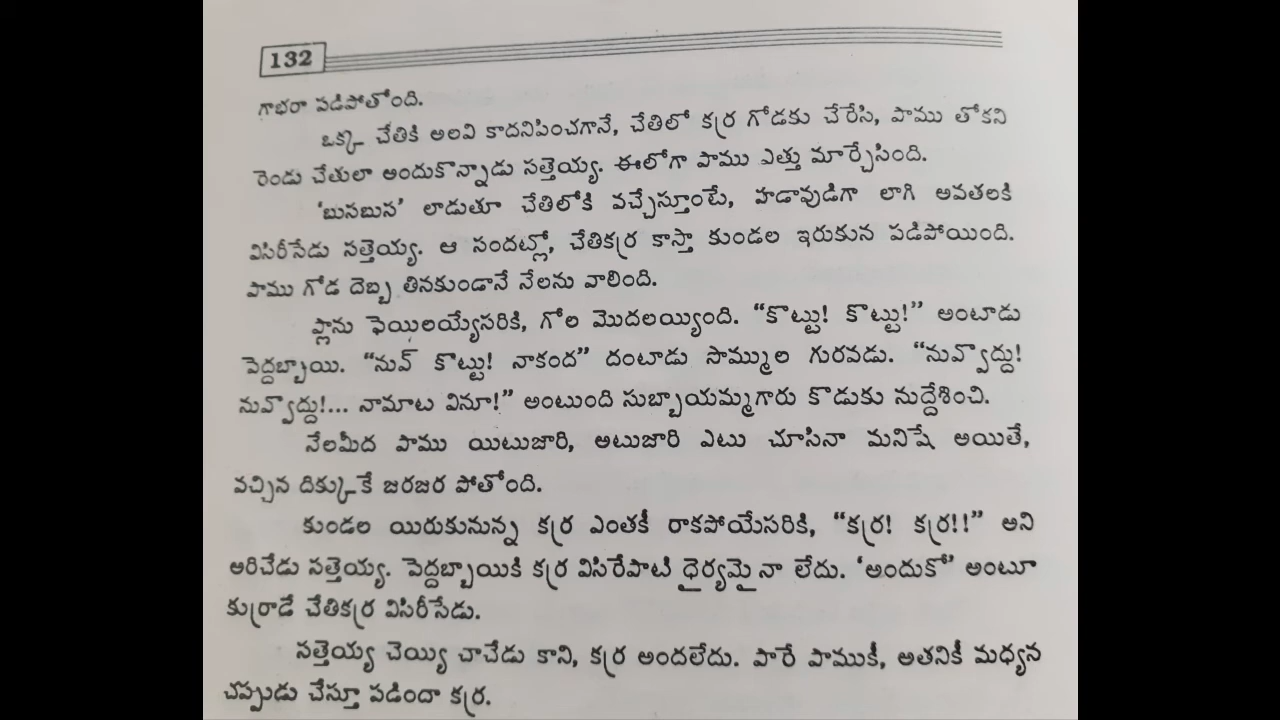 132
గాభరా పడిపోతోంది.
ఒక్క చేతికి అలవి కాదనిపించగానే, చేతిలో కర్ర గోడకు చేరేసి, పాము తోకని
రెండు చేతులా అందుకొన్నాడు సత్తెయ్య. ఈలోగా పాము ఎత్తు మార్చేసింది.
‘బుసబుస’ లాడుతూ చేతిలోకి వచ్చేస్తూంటే, హడావుడిగా లాగి అవతలకి
విసిరీసేడు సత్తెయ్య. ఆ సందట్లో, చేతికర్ర కాస్తా కుండల ఇరుకున పడిపోయింది.
పాము గోడ దెబ్బ తినకుండానే నేలను వాలింది.
ప్లాను ఫెయిలయ్యేసరికి, గోల మొదలయ్యింది. “కొట్టు! కొట్టు!” అంటాడు
పెద్దబ్బాయి. “నువ్ కొట్టు! నాకంద” దంటాడు సొమ్ముల గురవడు. “నువ్వొద్దు!
నువ్వొద్దు!... నామాట వినూ!” అంటుంది సుబ్బాయమ్మగారు కొడుకు నుద్దేశించి.
నేలమీద పాము యిటుజారి, అటుజారి ఎటు చూసినా మనిషే అయితే,
వచ్చిన దిక్కుకే జరజర పోతోంది.
కుండల యిరుకునున్న కర్ర ఎంతకీ రాకపోయేసరికి, “కర్ర! కర్ర!!” అని
అరిచేడు సత్తెయ్య. పెద్దబ్బాయికి కర్ర విసిరేపాటి ధైర్యమైనా లేదు. ‘అందుకో’ అంటూ
కుర్రాడే చేతికర్ర విసిరీసేడు.
సత్తెయ్య చెయ్యి చాచేడు కాని, కర్ర అందలేదు. పారే పాముకీ, అతనికీ మధ్యన
చప్పుడు చేస్తూ పడిందా కర్ర.